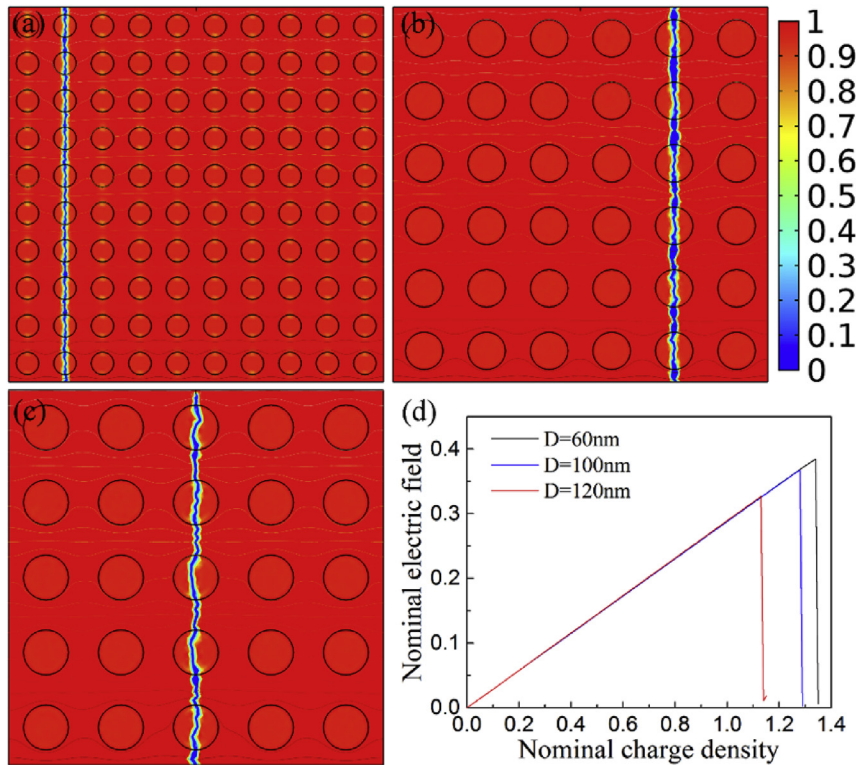 (a)
(b)
1
0.9
0.8
0.7
0.6
0.5
0.4
0.3
0.2
0.1
0
(c)
(d)
D=60nm
D=100nm
D=120nm
Nominal electric field
0.4
0.3
0.2
0.1
0.0
0.0 0.2 0.4 0.6 0.8 1.0 1.2 1.4
Nominal charge density